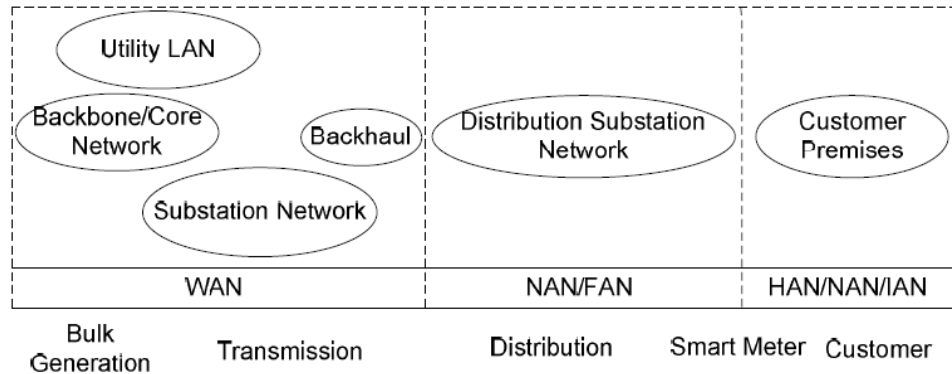 Utility LAN
Backbone/Core
Network
Backhaul
Substation Network
Distribution Substation
Network
Customer
Premises
WAN
NAN/FAN
HAN/NAN/IAN
Bulk
Generation
Transmission
Distribution
Smart Meter
Customer